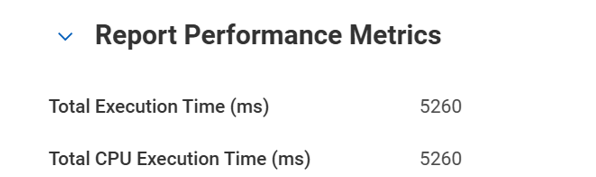 Report Performance Metrics
Total Execution Time (ms) 5260
Total CPU Execution Time (ms) 5260